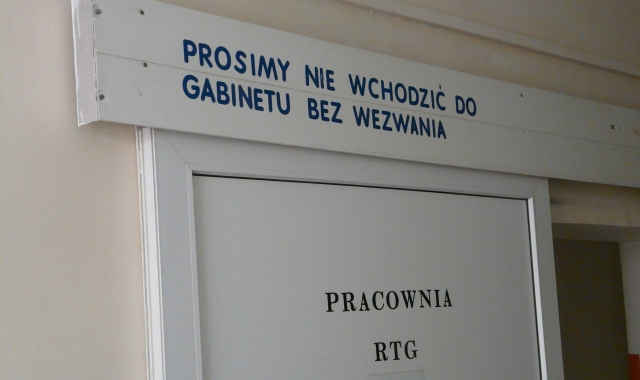 PROSIMY NIE WCHODZIĆ DO
GABINETU BEZ WEZWANIA
PRACOWNIA
RTG